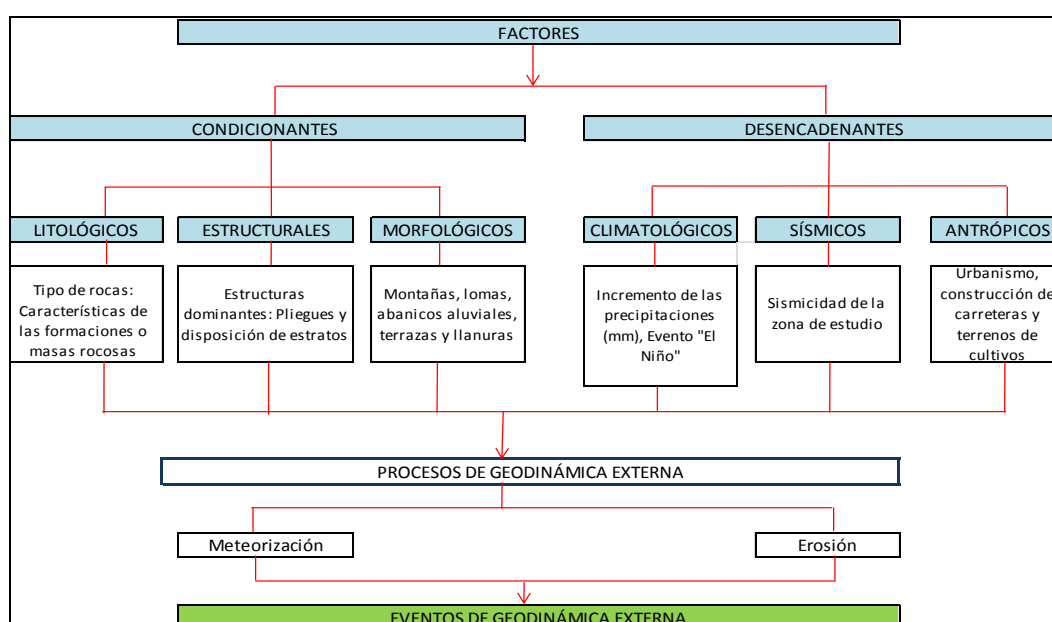 FACTORES
CONDICIONANTES
DESENCADENANTES
LITOLÓGICOS
ESTRUCTURALES
MORFOLÓGICOS
CLIMATOLÓGICOS
SÍSMICOS
ANTRÓPICOS
Tipo de rocas:
Características de
las formaciones o
masas rocosas
Estructuras
dominantes: Pliegues y
disposición de estratos
Montañas, lomas,
abanicos aluviales,
terrazas y llanuras
Incremento de las
precipitaciones
(mm), Evento "El
Niño"
Sismicidad de la
zona de estudio
Urbanismo,
construcción de
carreteras y
terrenos de
cultivos
PROCESOS DE GEODINÁMICA EXTERNA
Meteorización
Erosión
EVENTOS DE GEODINÁMICA EXTERNA